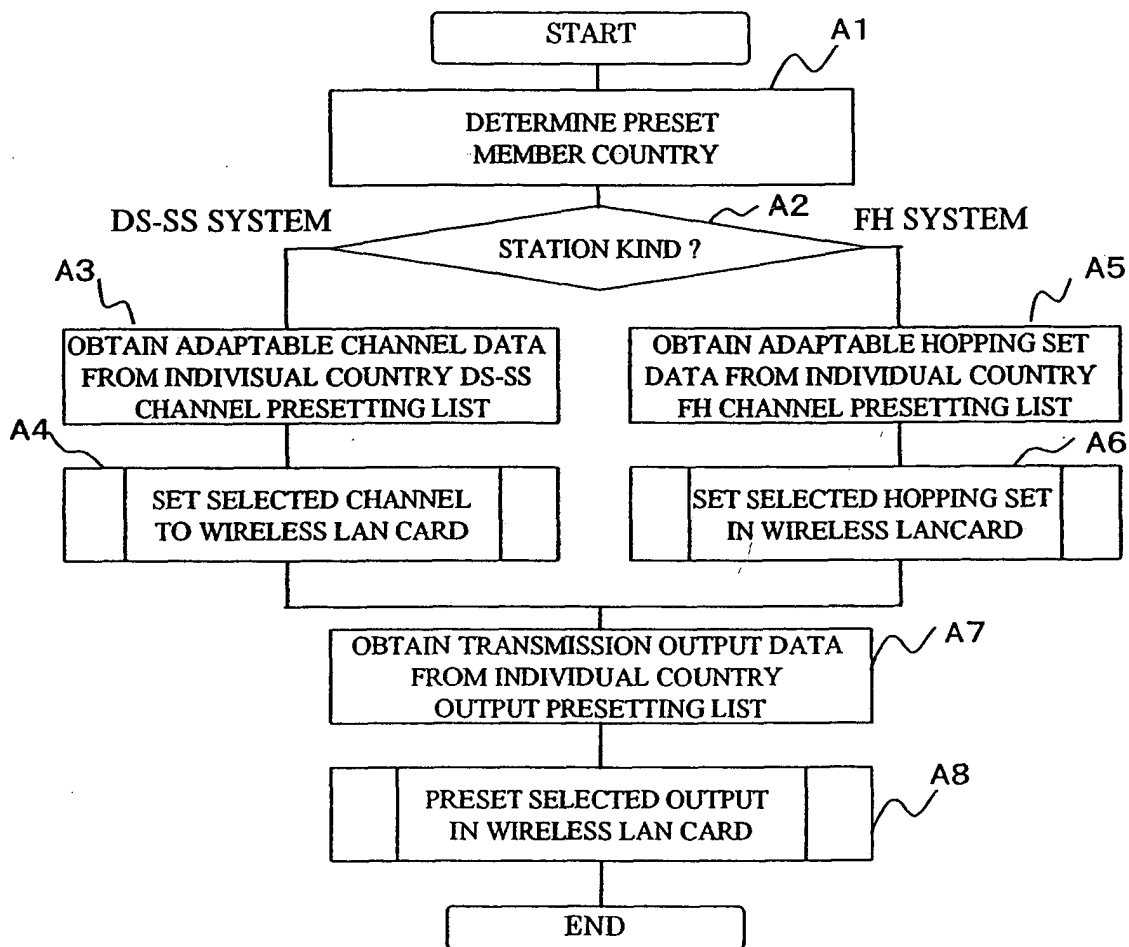 START
A1
DETERMINE PRESET
MEMBER COUNTRY
DS-SS SYSTEM
A2
FH SYSTEM
STATION KIND ?
A3
A5
OBTAIN ADAPTABLE CHANNEL DATA
FROM INDIVISUAL COUNTRY DS-SS
CHANNEL PRESETTING LIST
OBTAIN ADAPTABLE HOPPING SET
DATA FROM INDIVIDUAL COUNTRY
FH CHANNEL PRESETTING LIST
A4
A6
SET SELECTED CHANNEL
TO WIRELESS LAN CARD
SET SELECTED HOPPING SET
IN WIRELESS LANCARD
A7
OBTAIN TRANSMISSION OUTPUT DATA
FROM INDIVIDUAL COUNTRY
OUTPUT PRESETTING LIST
A8
PRESET SELECTED OUTPUT
IN WIRELESS LAN CARD
END